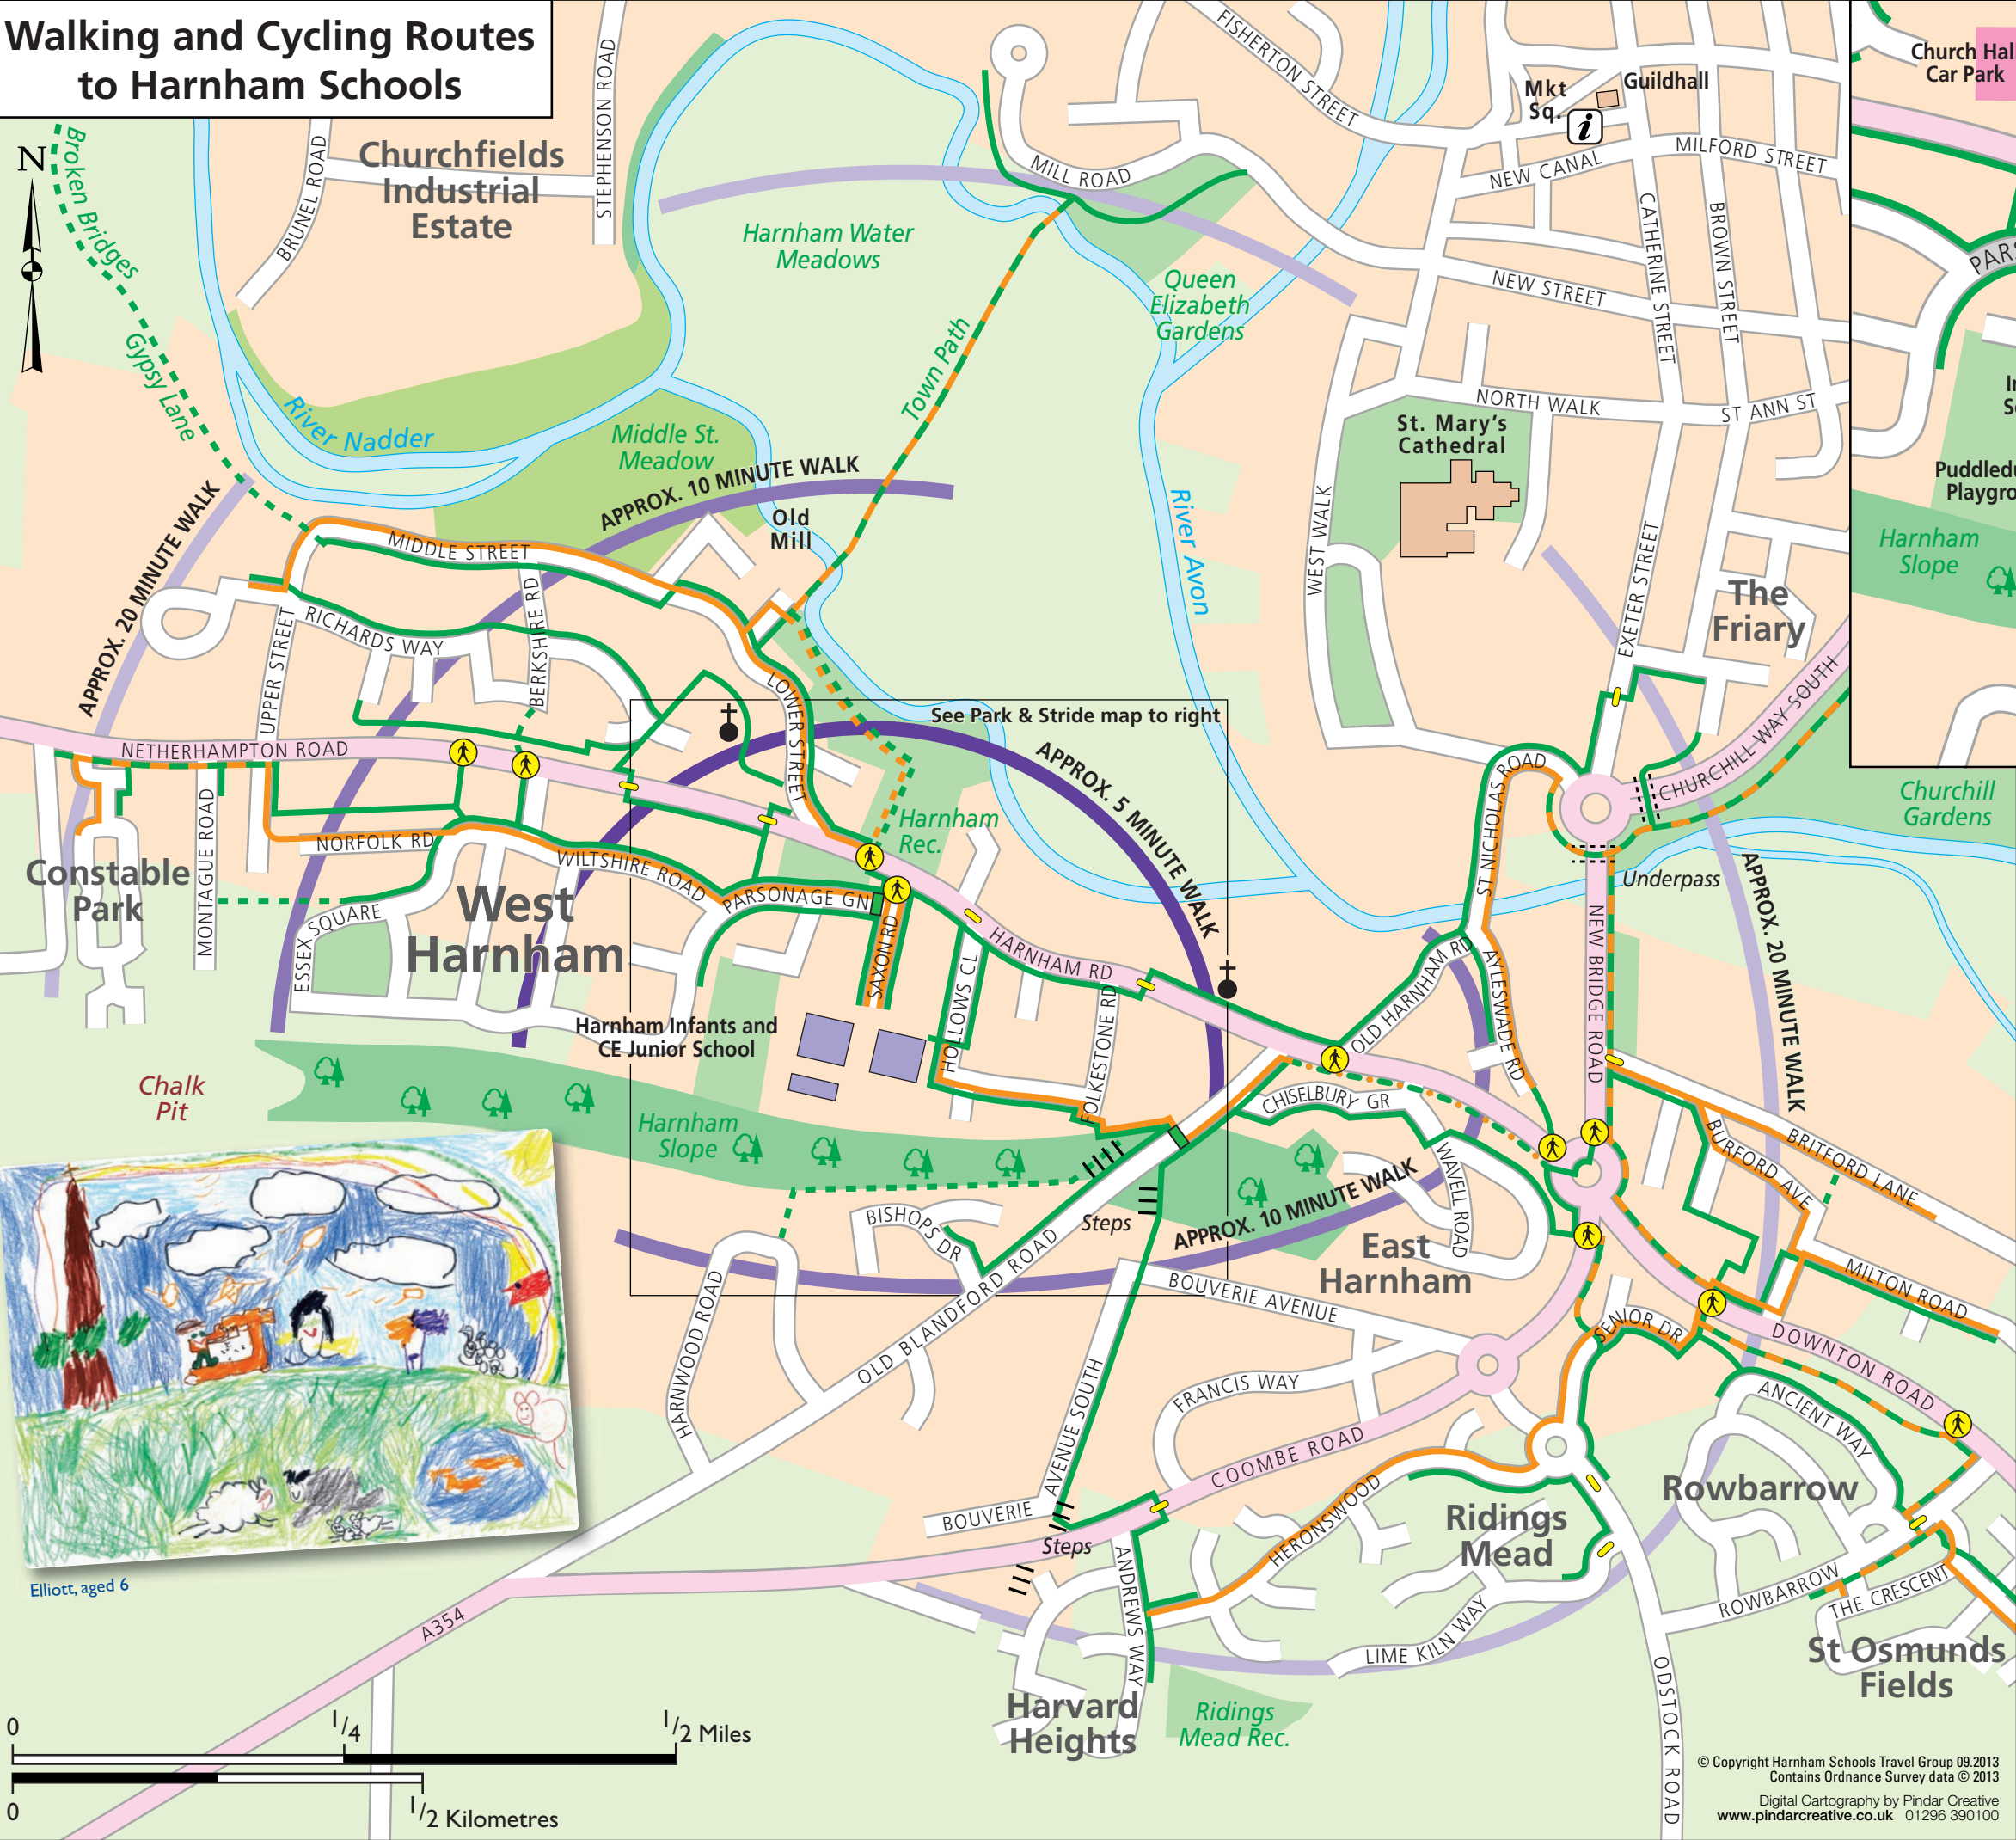 Walking and Cycling Routes
to Harnham Schools
N
Broken Bridges
Gypsy Lane
BRUNEL ROAD
STEPHENSON ROAD
Churchfields
Industrial
Estate
River Nadder
Harnham Water
Meadows
Middle St.
Meadow
Town Path
MILL ROAD
Queen
Elizabeth
Gardens
FISHERTON STREET
Mkt
Sq.
Guildhall
i
NEW CANAL
MILFORD STREET
CATHERINE STREET
BROWN STREET
NEW STREET
NORTH WALK
ST ANN ST
St. Mary's
Cathedral
WEST WALK
EXETER STREET
The
Friary
River Avon
Church Hal
Car Park
PARS
Puddledu
Playgro
Harnham
Slope
APPROX. 20 MINUTE WALK
APPROX. 10 MINUTE WALK
Old
Mill
MIDDLE STREET
UPPER STREET
RICHARDS WAY
BERKSHIRE RD
LOWER STREET
See Park & Stride map to right
APPROX. 5 MINUTE WALK
NETHERHAMPTON ROAD
Harnham
Rec.
NORFOLK RD
MONTAGUE ROAD
Constable
Park
ESSEX SQUARE
West
Harnham
WILTSHIRE ROAD
PARSONAGE GN
SAXON RD
HARNHAM RD
HOLLOWS CL
FOLKESTONE RD
Harnham Infants and
CE Junior School
ST NICHOLAS ROAD
CHURCHILL WAY SOUTH
Churchill
Gardens
Underpass
OLD HARNHAM RD
AYLESWADE RD
NEW BRIDGE ROAD
APPROX. 20 MINUTE WALK
Chalk
Pit
Harnham
Slope
CHISELBURY GR
WAVELL ROAD
BRITFORD LANE
BURFORD AVE
MILTON ROAD
DOWNTON ROAD
Steps
APPROX. 10 MINUTE WALK
BISHOPS DR
East
Harnham
BOUVERIE AVENUE
SENIOR DR
HARNWOOD ROAD
OLD BLANDFORD ROAD
FRANCIS WAY
BOUVERIE AVENUE SOUTH
COOMBE ROAD
ANCIENT WAY
Rowbarrow
HERONSWOOD
Ridings
Mead
Steps
ANDREWS WAY
ROWBARROW
THE CRESCENT
LIME KILN WAY
St Osmunds
Fields
ODSTOCK ROAD
Harvard
Heights
Ridings
Mead Rec.
A354
Elliott, aged 6
0
1/4
1/2 Miles
0
1/2 Kilometres
© Copyright Harnham Schools Travel Group 09.2013
Contains Ordnance Survey data © 2013
Digital Cartography by Pindar Creative
www.pindarcreative.co.uk 01296 390100